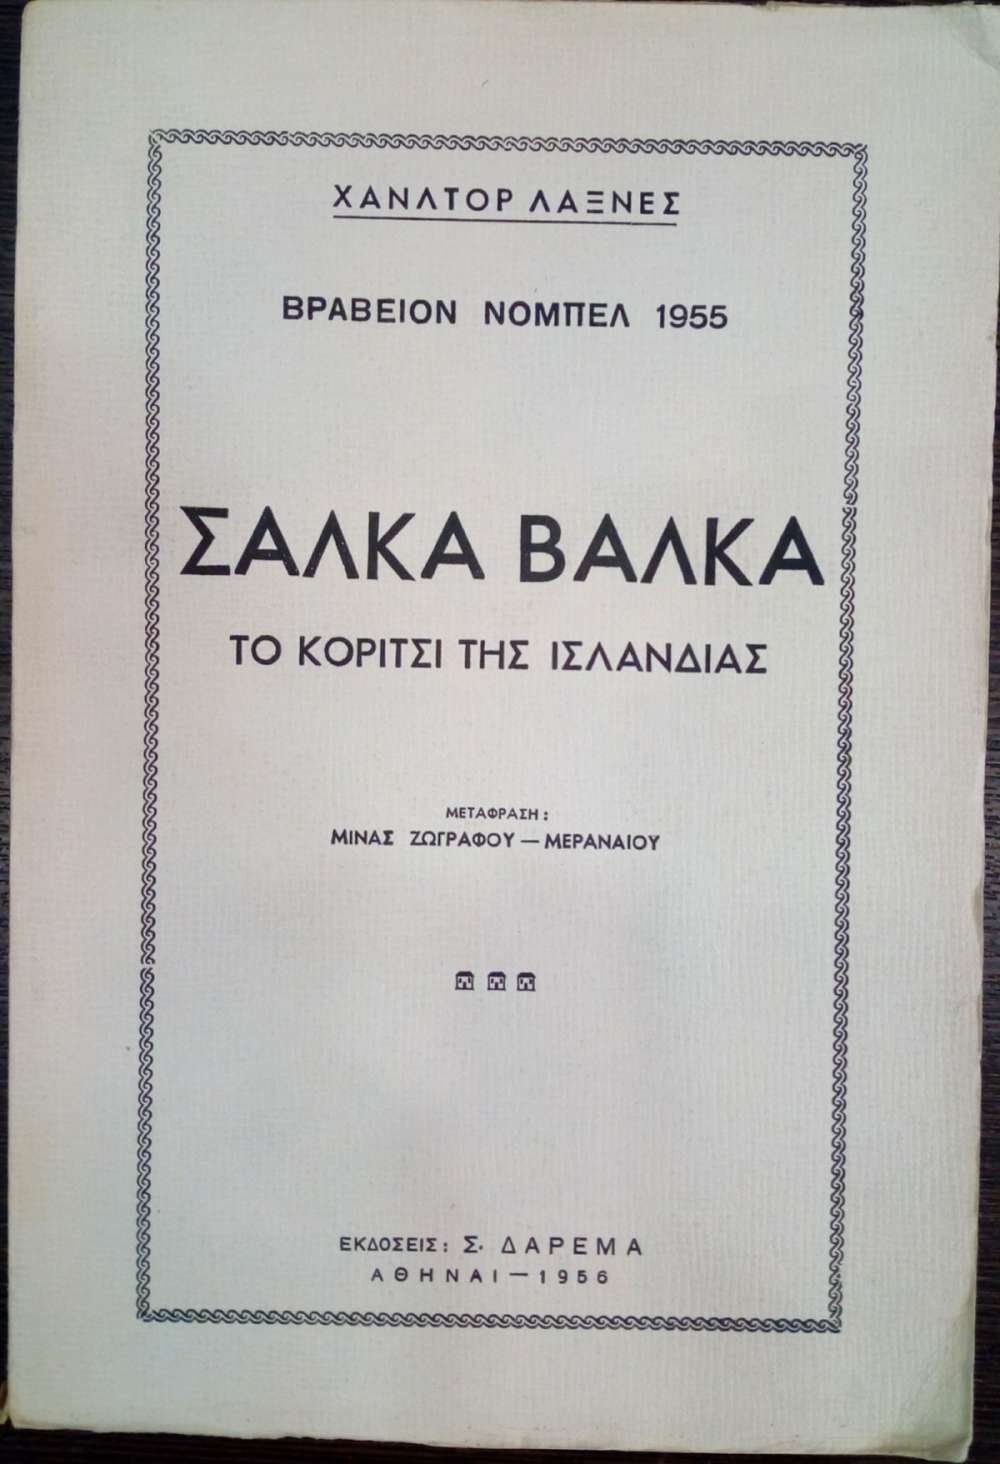 ΧΑΝΛΤΟΡ ΛΑΞΝΕΣ
ΒΡΑΒΕΙΟΝ ΝΟΜΠΕΛ 1955
ΣΑΛΚΑ ΒΑΛΚΑ
ΤΟ ΚΟΡΙΤΣΙ ΤΗΣ ΙΣΛΑΝΔΙΑΣ
ΜΕΤΑΦΡΑΣΗ:
ΜΙΝΑΣ ΖΩΓΡΑΦΟΥ — ΜΕΡΑΝΑΙΟΥ
ΕΚΔΟΣΕΙΣ: Σ. ΔΑΡΕΜΑ
ΑΘΗΝΑΙ — 1956